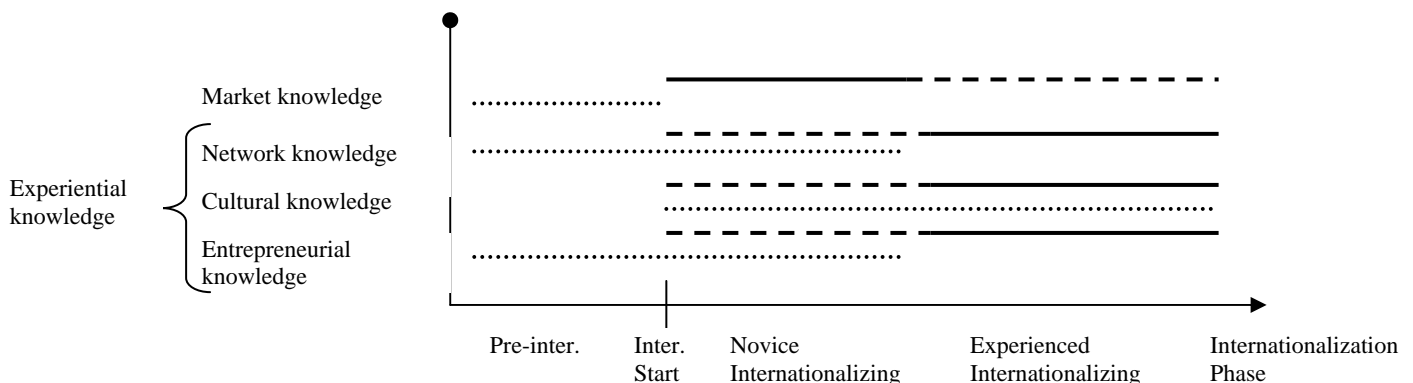 Market knowledge
Network knowledge
Experiential
knowledge
Cultural knowledge
Entrepreneurial
knowledge
Pre-inter.
Inter.
Start
Novice
Internationalizing
Experienced
Internationalizing
Internationalization
Phase